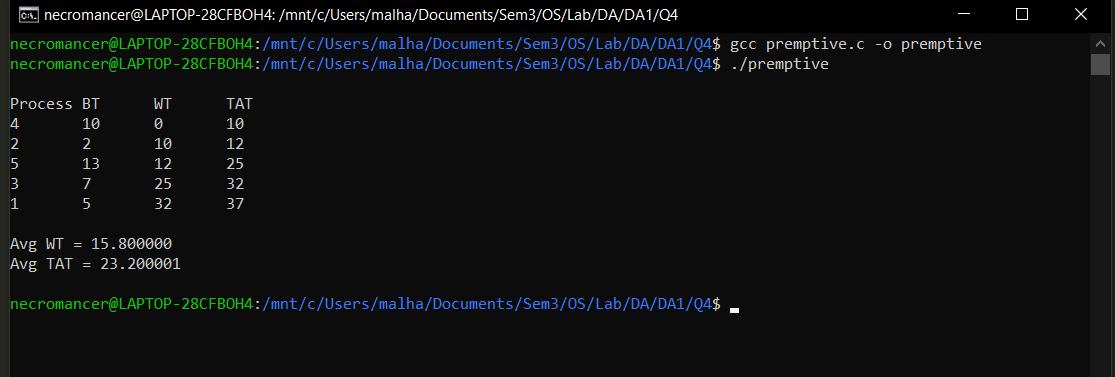 necromancer@LAPTOP-28CFBOH4: /mnt/c/Users/malha/Documents/Sem3/OS/Lab/DA/DA1/Q4
necromancer@LAPTOP-28CFBOH4:/mnt/c/Users/malha/Documents/Sem3/OS/Lab/DA/DA1/Q4$ gcc premptive.c -o premptive
necromancer@LAPTOP-28CFBOH4:/mnt/c/Users/malha/Documents/Sem3/OS/Lab/DA/DA1/Q4$ ./premptive
Process BT WT TAT
4 10 0 10
2 2 10 12
5 13 12 25
3 7 25 32
1 5 32 37
Avg WT = 15.800000
Avg TAT = 23.200001
necromancer@LAPTOP-28CFBOH4:/mnt/c/Users/malha/Documents/Sem3/OS/Lab/DA/DA1/Q4$